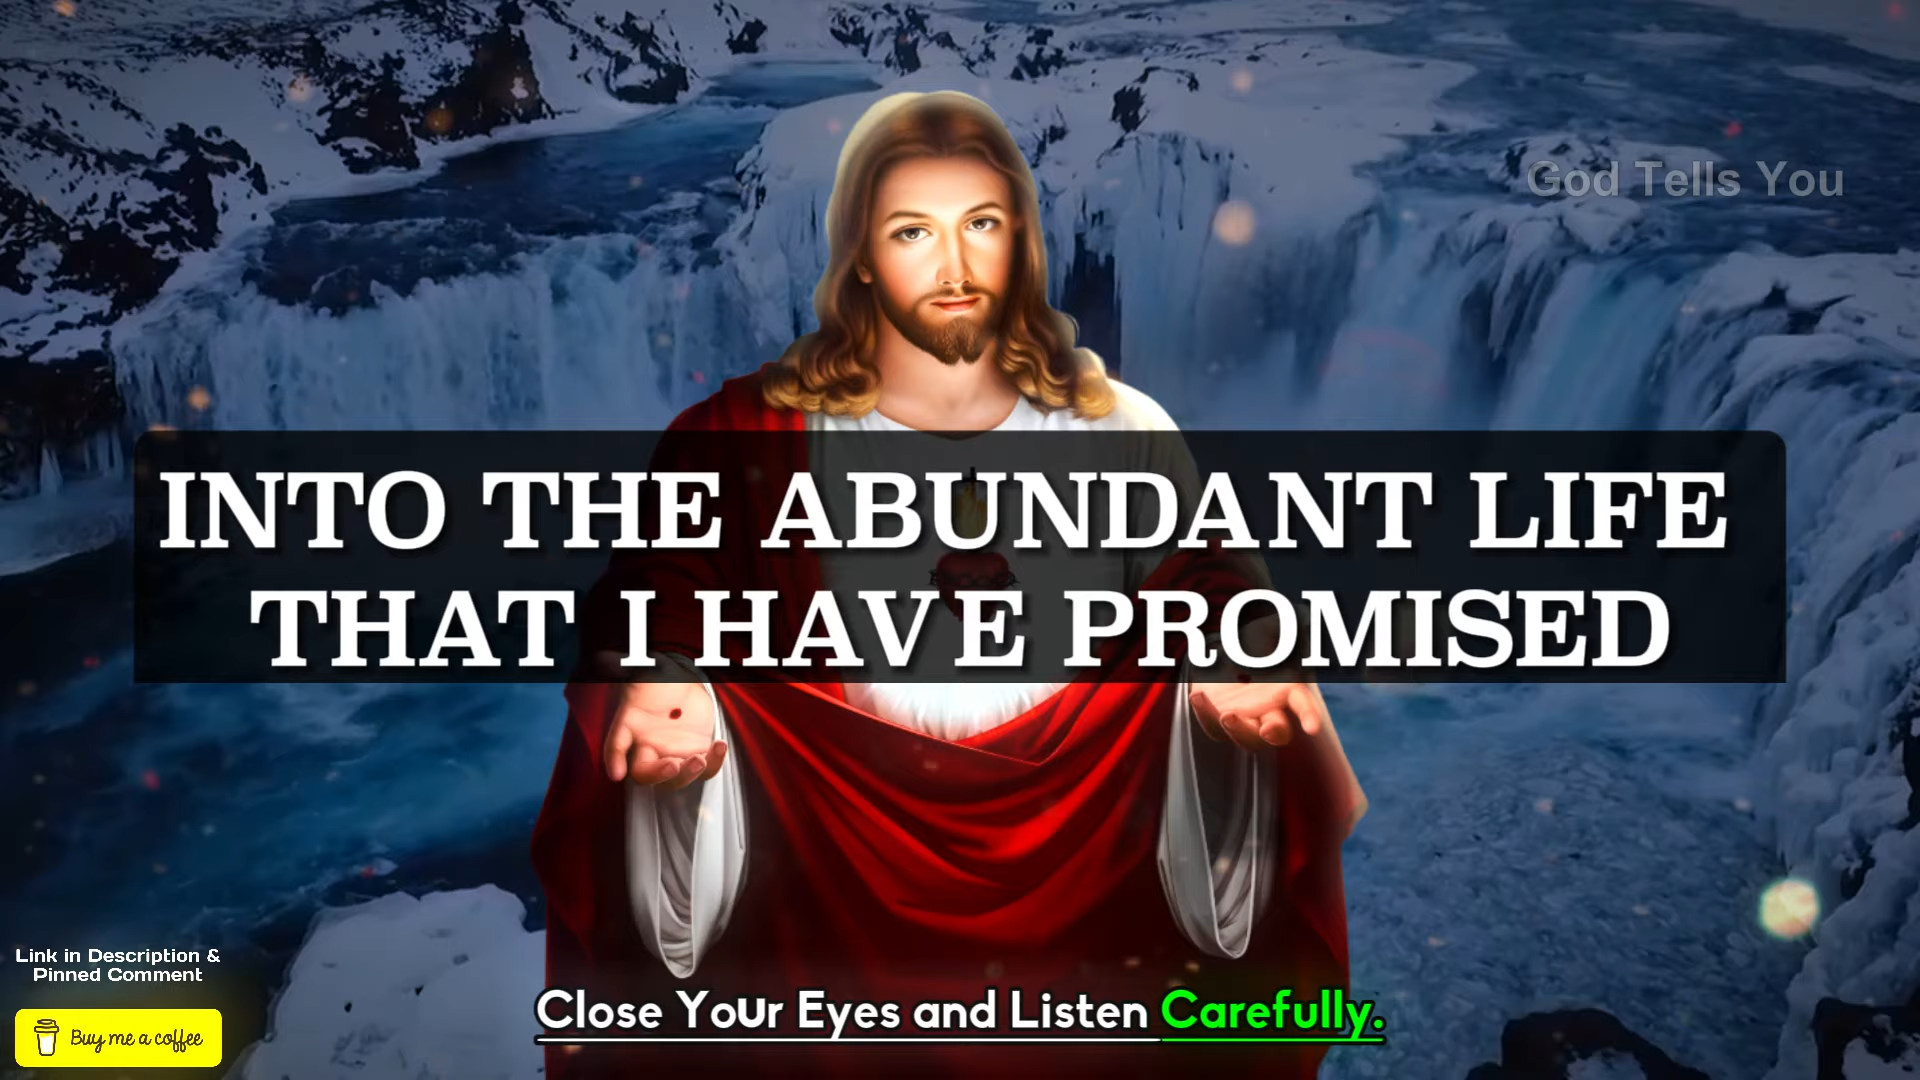 God Tells You
INTO THE ABUNDANT LIFE
THAT I HAVE PROMISED
Link in Description &
Pinned Comment
Buy me a coffee
Close Your Eyes and Listen Carefully.